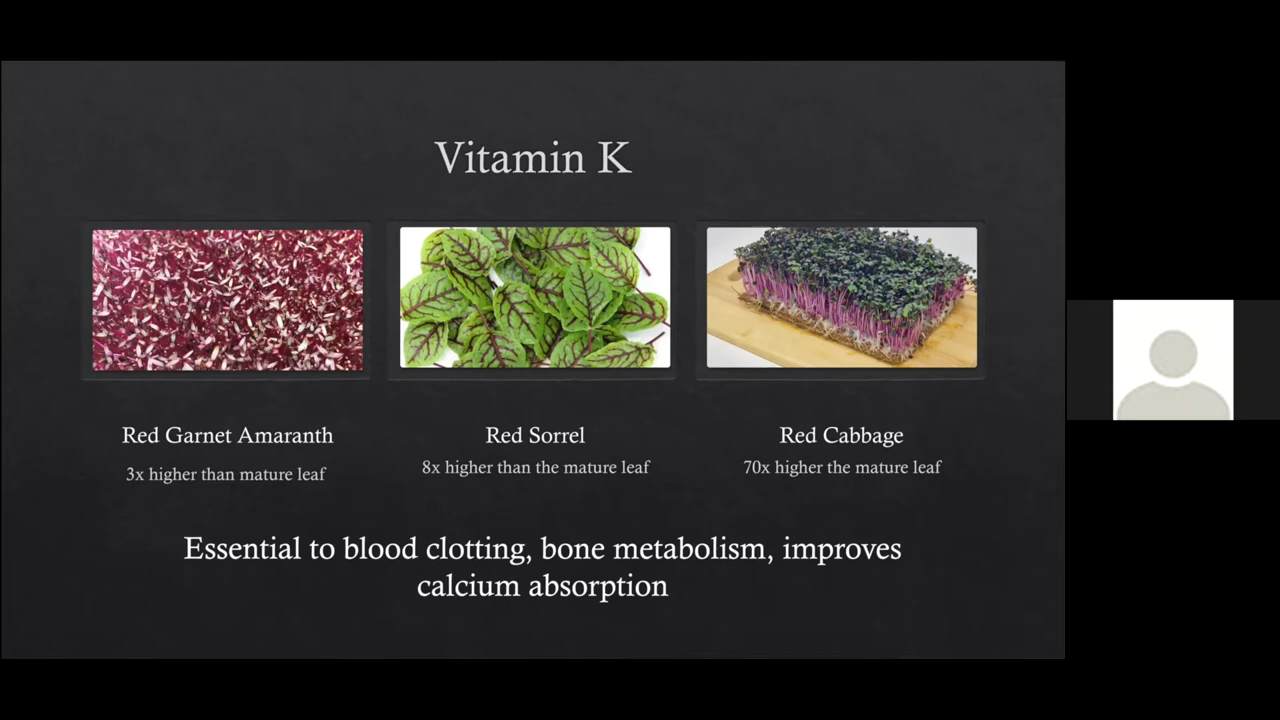 Vitamin K
Red Garnet Amaranth
3x higher than mature leaf
Red Sorrel
8x higher than the mature leaf
Red Cabbage
70x higher the mature leaf
Essential to blood clotting, bone metabolism, improves
calcium absorption